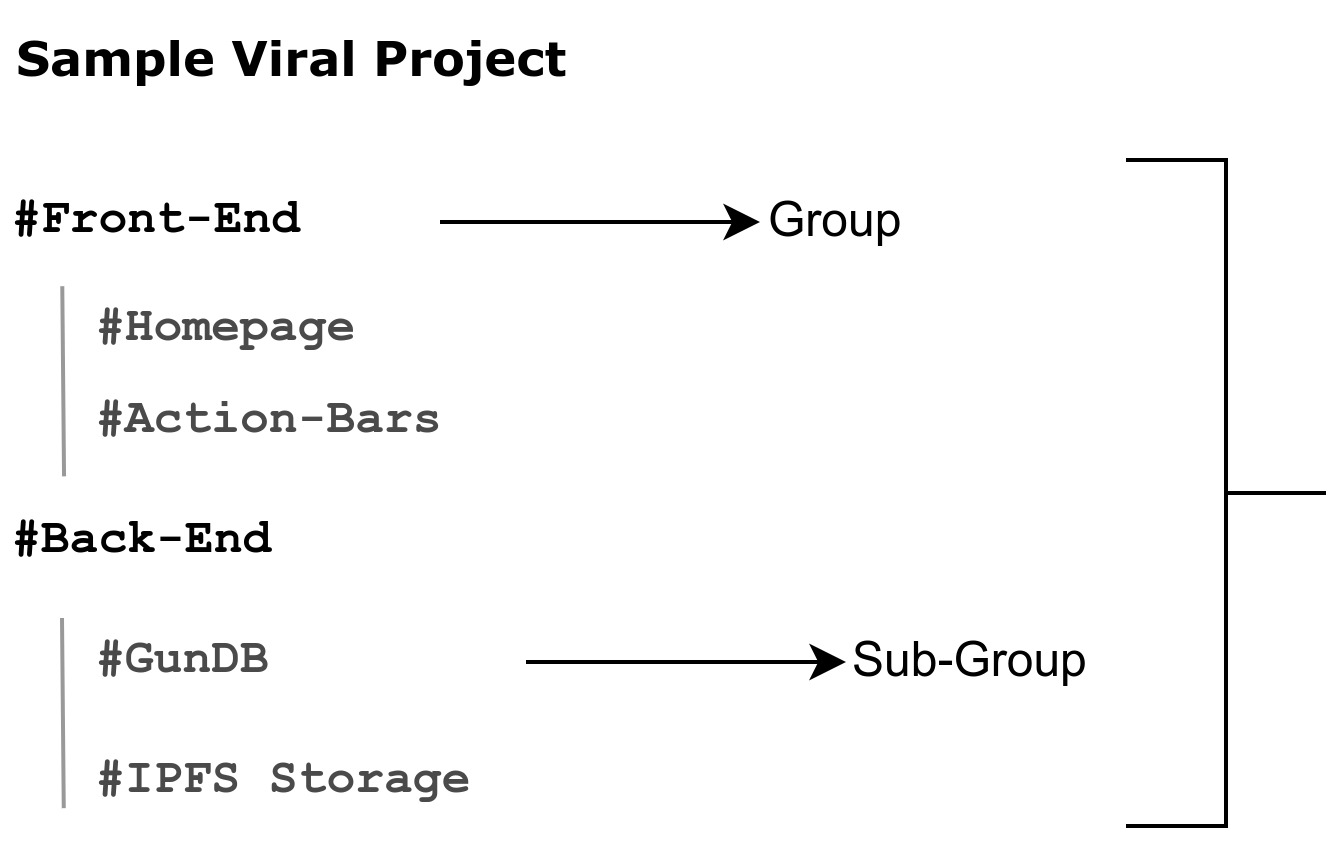 Sample Viral Project
#Front-End
Group
#Homepage
#Action-Bars
#Back-End
#GunDB
Sub-Group
#IPFS Storage